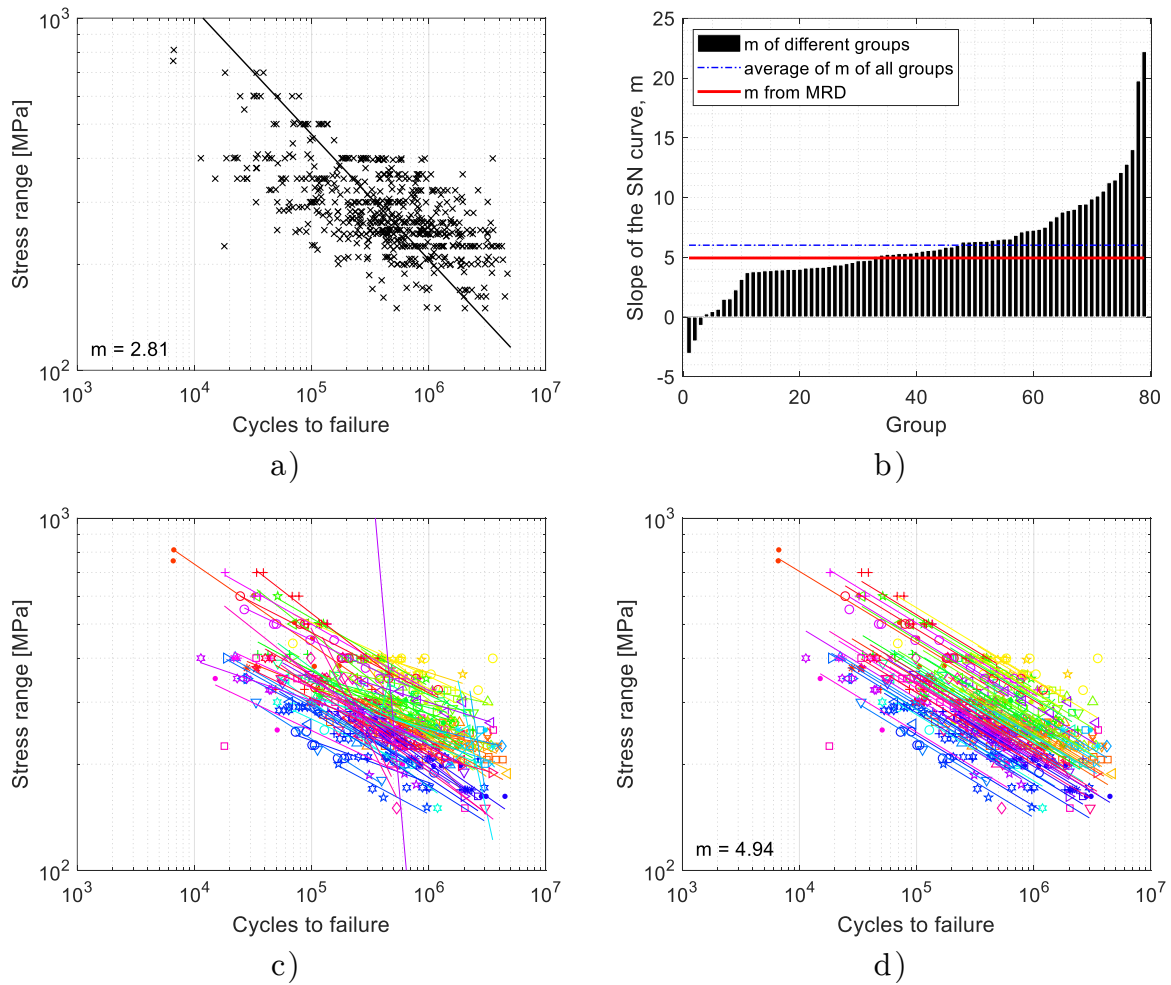 10^3
Stress range [MPa]
m = 2.81
10^2
10^3 10^4 10^5 10^6 10^7
Cycles to failure
a)
25
m of different groups
average of m of all groups
20
m from MRD
15
Slope of the SN curve, m
10
5
0
-5
0 20 40 60 80
Group
b)
10^3
Stress range [MPa]
10^2
10^3 10^4 10^5 10^6 10^7
Cycles to failure
c)
10^3
Stress range [MPa]
m = 4.94
10^2
10^3 10^4 10^5 10^6 10^7
Cycles to failure
d)